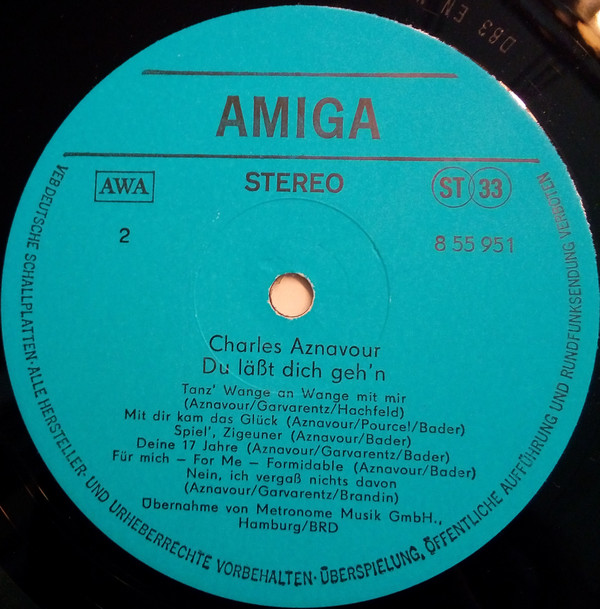 AMIGA
AWA
STEREO
ST 33
2
8 55 951
Charles Aznavour
Du läßt dich geh'n
Tanz' Wange an Wange mit mir
(Aznavour/Garvarentz/Hachfeld)
Mit dir kam das Glück (Aznavour/Pource!/Bader)
Spiel', Zigeuner (Aznavour/Bader)
Deine 17 Jahre (Aznavour/Garvarentz/Bader)
Für mich – For Me – Formidable (Aznavour/Bader)
Nein, ich vergaß nichts davon
(Aznavour/Garvarentz/Brandin)
Übernahme von Metronome Musik GmbH.,
Hamburg/BRD
VEB DEUTSCHE SCHALLPLATTEN · ALLE HERSTELLER- UND URHEBERRECHTE VORBEHALTEN · ÜBERSPIELUNG, ÖFFENTLICHE AUFFÜHRUNG UND RUNDFUNKSENDUNG VERBOTEN